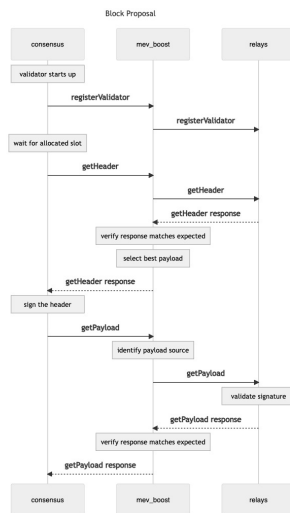 Block Proposal
consensus mev_boost relays
validator starts up
registerValidator
registerValidator
wait for allocated slot
getHeader
getHeader
getHeader response
verify response matches expected
select best payload
getHeader response
sign the header
getPayload
identify payload source
getPayload
validate signature
getPayload response
verify response matches expected
getPayload response
consensus mev_boost relays